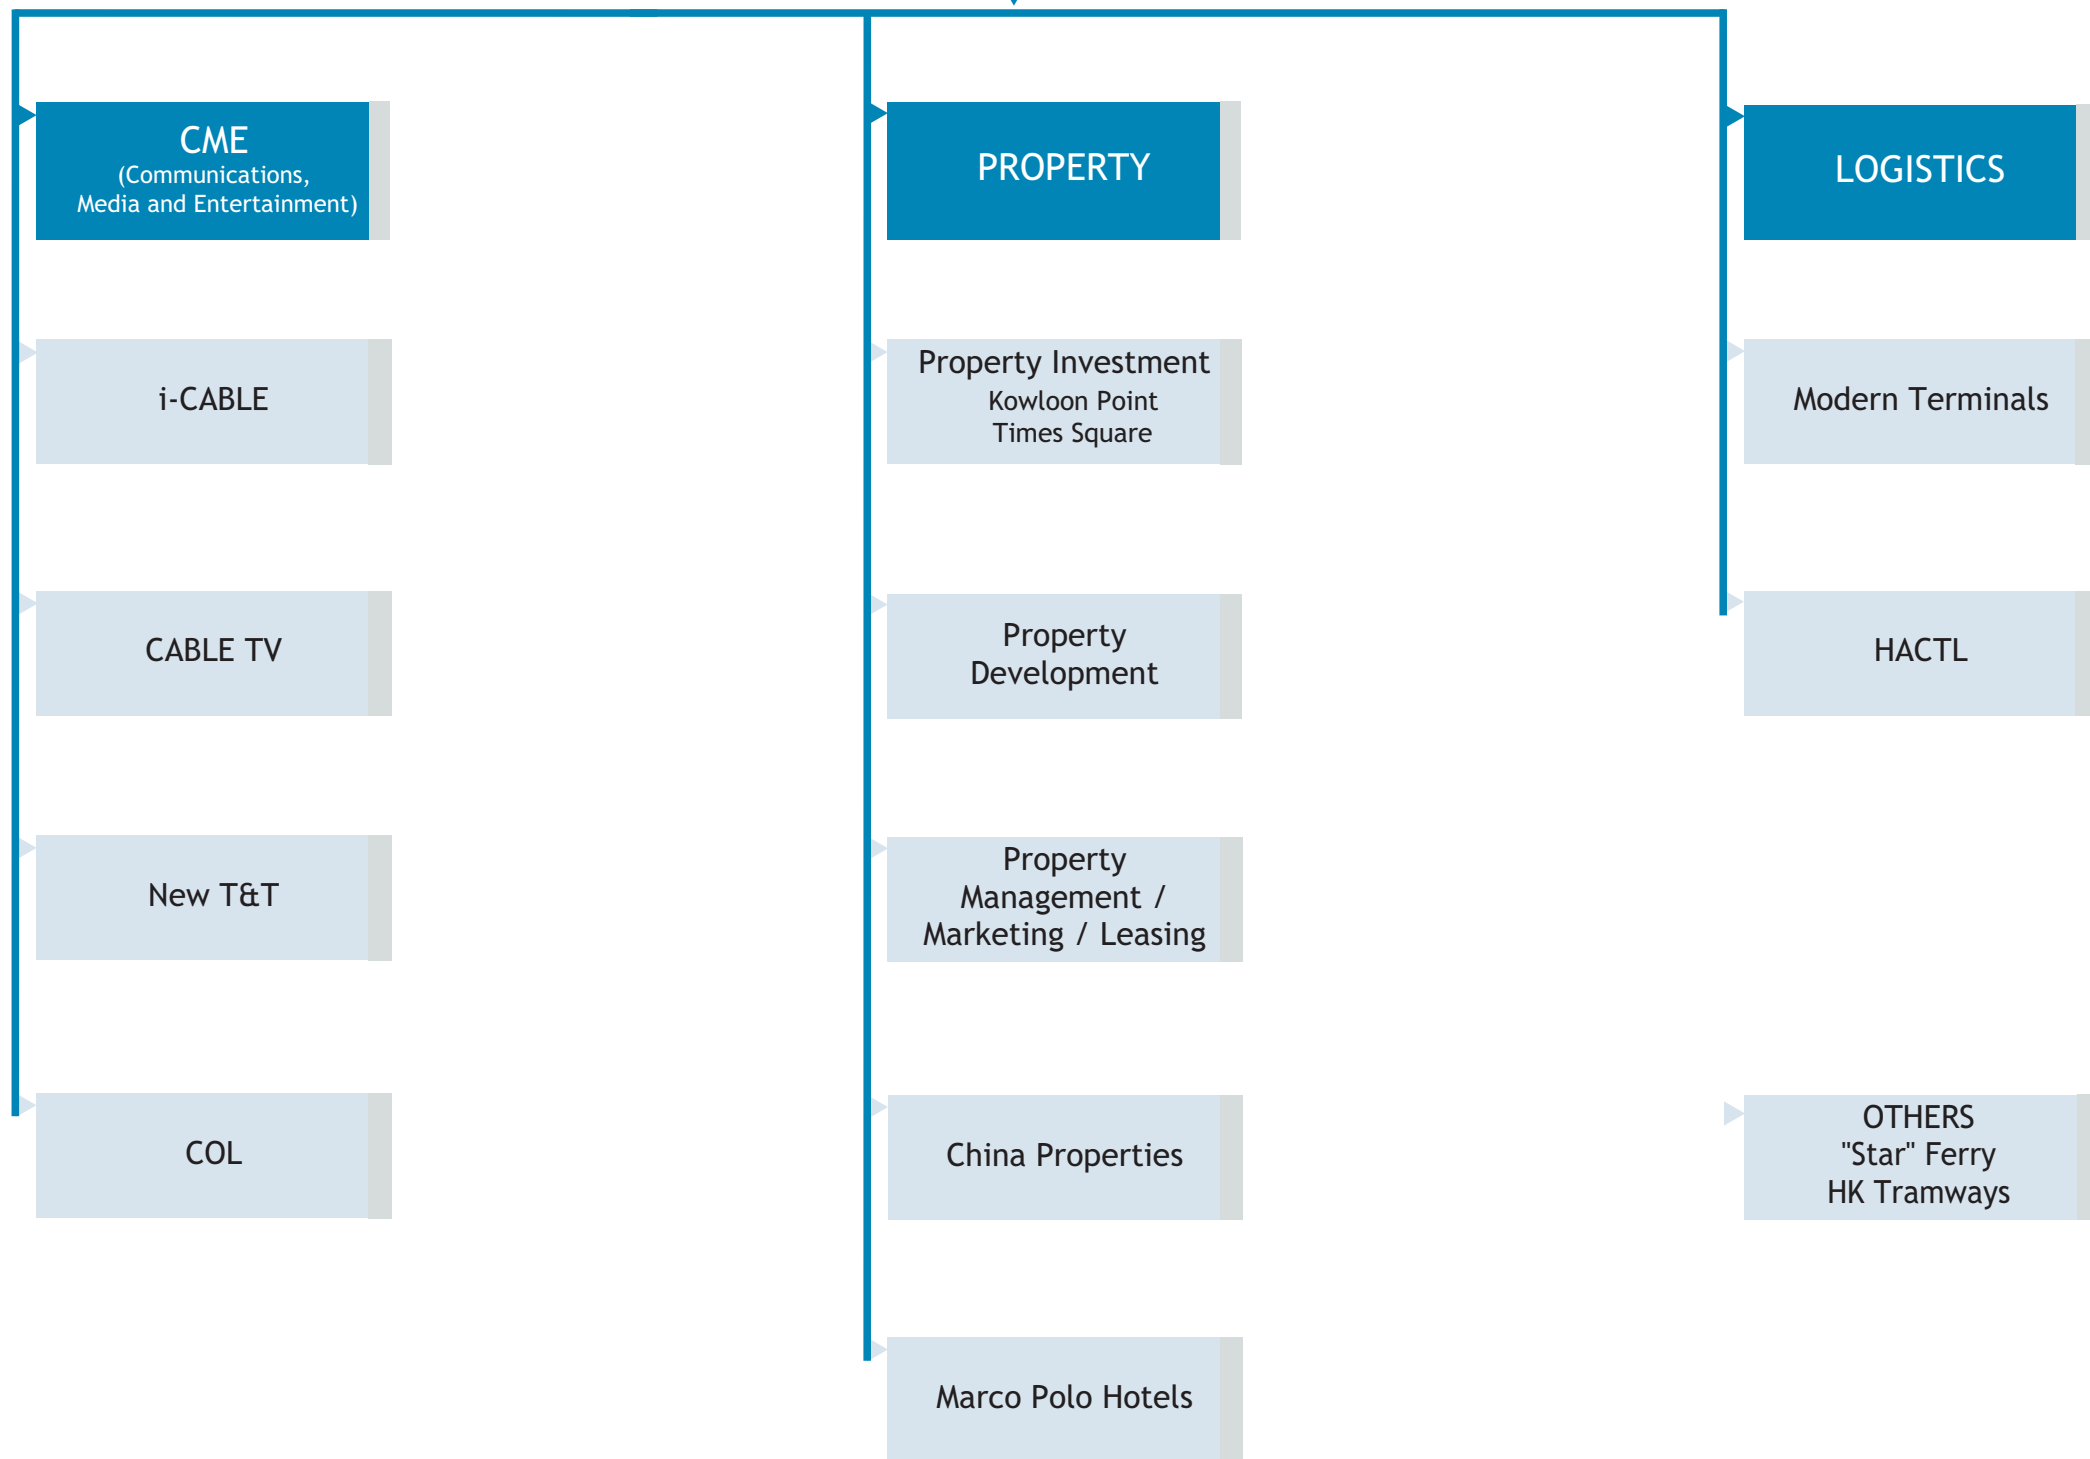 CME
(Communications,
Media and Entertainment)
PROPERTY
LOGISTICS
i-CABLE
Property Investment
Kowloon Point
Times Square
Modern Terminals
CABLE TV
Property
Development
HACTL
New T&T
Property
Management /
Marketing / Leasing
COL
China Properties
OTHERS
"Star" Ferry
HK Tramways
Marco Polo Hotels